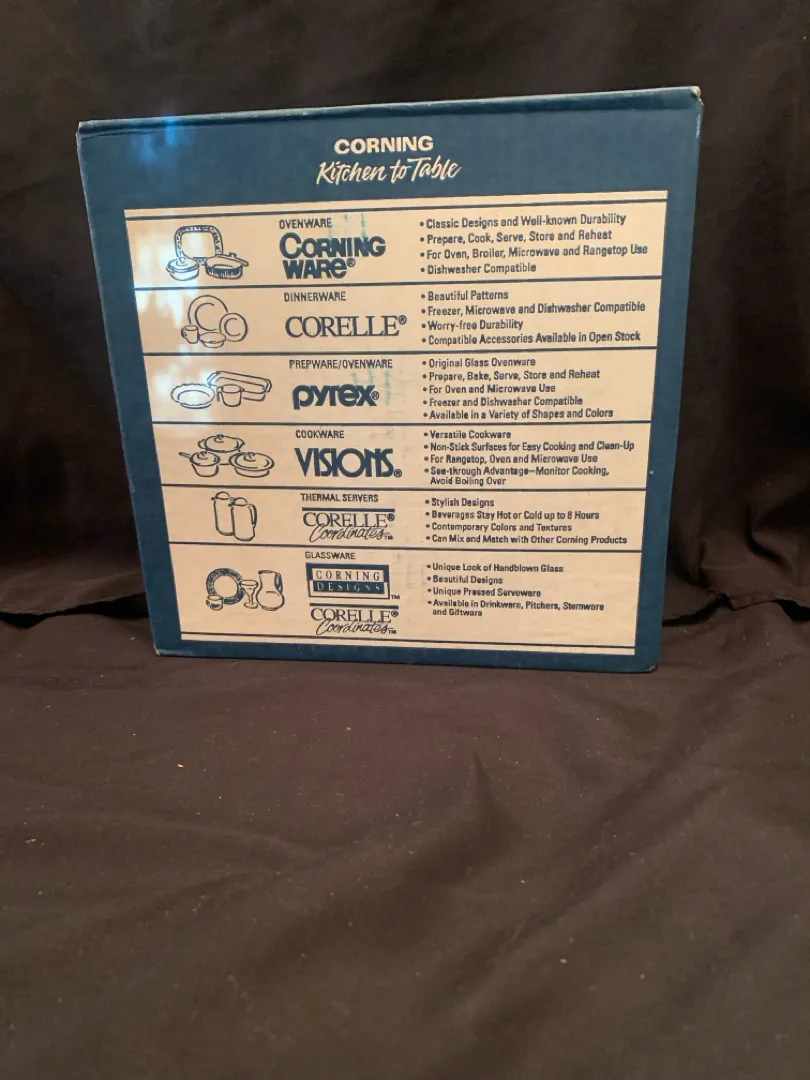 CORNING
Kitchen to Table
OVENWARE
CORNING
WARE®
• Classic Designs and Well-known Durability
• Prepare, Cook, Serve, Store and Reheat
• For Oven, Broiler, Microwave and Rangetop Use
• Dishwasher Compatible
DINNERWARE
CORELLE®
• Beautiful Patterns
• Freezer, Microwave and Dishwasher Compatible
• Worry-free Durability
• Compatible Accessories Available in Open Stock
PREPWARE/OVENWARE
PYREX®
• Original Glass Ovenware
• Prepare, Bake, Serve, Store and Reheat
• For Oven and Microwave Use
• Freezer and Dishwasher Compatible
• Available in a Variety of Shapes and Colors
COOKWARE
VISIONS®
• Versatile Cookware
• Non-Stick Surfaces for Easy Cooking and Clean-Up
• For Rangetop, Oven and Microwave Use
• See-through Advantage—Monitor Cooking,
Avoid Boiling Over
THERMAL SERVERS
CORELLE®
Coordinates™
• Stylish Designs
• Beverages Stay Hot or Cold up to 8 Hours
• Contemporary Colors and Textures
• Can Mix and Match with Other Corning Products
GLASSWARE
CORNING
DESIGNS™
CORELLE®
Coordinates™
• Unique Look of Handblown Glass
• Beautiful Designs
• Unique Pressed Serveware
• Available in Drinkware, Pitchers, Stemware
and Giftware